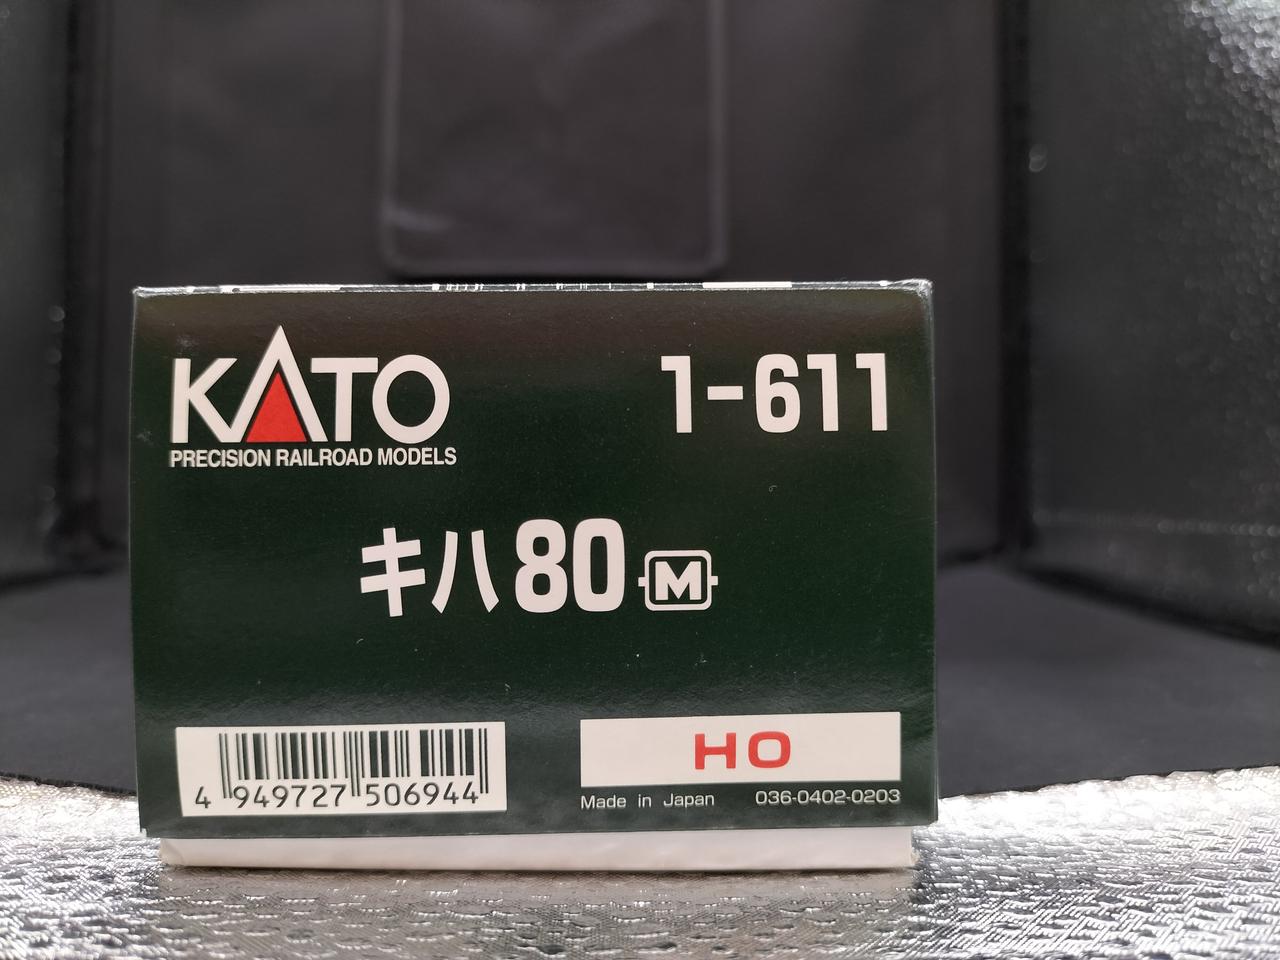 KATO
1-611
PRECISION RAILROAD MODELS
キハ80 M
4 949727 506944
HO
Made in Japan 036-0402-0203